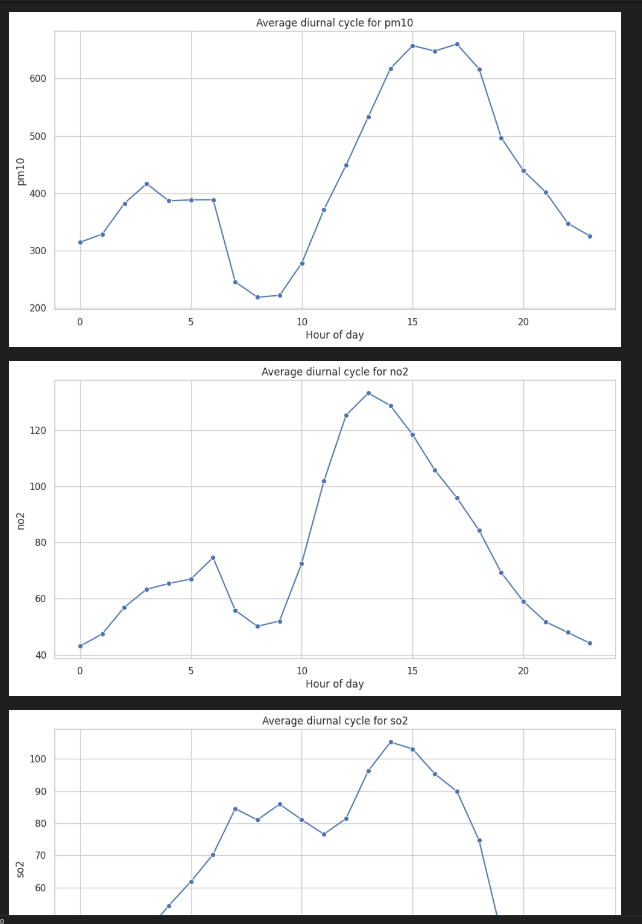 Average diurnal cycle for pm10
600
500
400
300
200
pm10
0 5 10 15 20
Hour of day
Average diurnal cycle for no2
120
100
80
60
40
no2
0 5 10 15 20
Hour of day
Average diurnal cycle for so2
100
90
80
70
60
so2